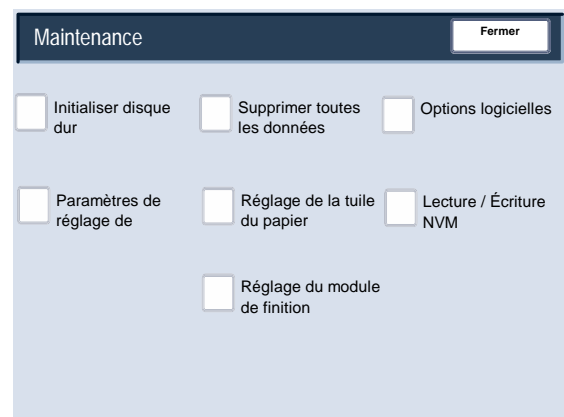 Maintenance
Fermer
Initialiser disque
dur
Supprimer toutes
les données
Options logicielles
Paramètres de
réglage de
Réglage de la tuile
du papier
Lecture / Écriture
NVM
Réglage du module
de finition